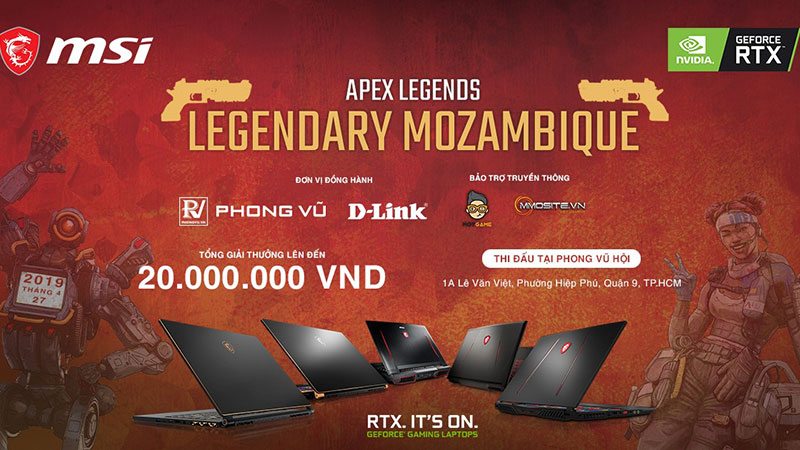 msi
NVIDIA.
GEFORCE
RTX
APEX LEGENDS
LEGENDARY MOZAMBIQUE
ĐƠN VỊ ĐỒNG HÀNH
BẢO TRỢ TRUYỀN THÔNG
PHONG VŨ
D-Link
MMOSITE.VN
TỔNG GIẢI THƯỞNG LÊN ĐẾN
20.000.000 VND
THI ĐẤU TẠI PHONG VŨ HỘI
1A Lê Văn Việt, Phường Hiệp Phú, Quận 9, TP.HCM
2019
THÁNG 4
27
RTX. IT'S ON.
GEFORCE® GAMING LAPTOPS